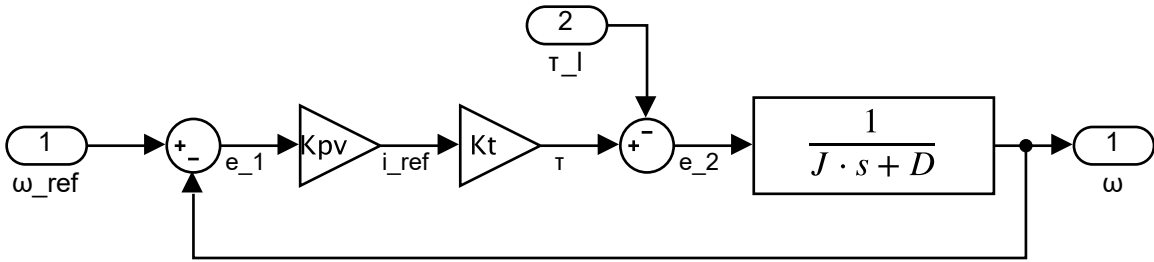 2
τ_l
1
ω_ref
+
−
e_1
Kpv
i_ref
Kt
τ
−
+
e_2
1
J · s + D
1
ω